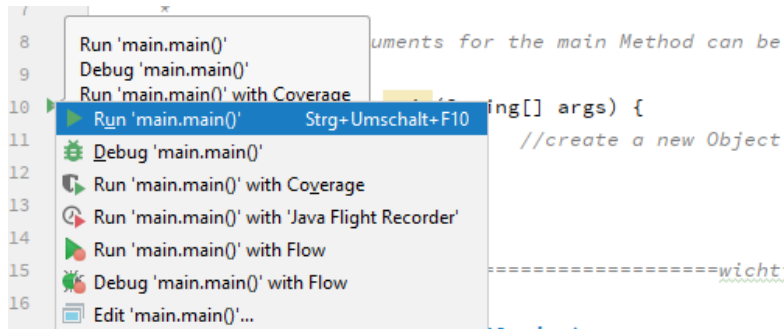 7 *
8 uments for the main Method can be
Run 'main.main()'
9
Debug 'main.main()'
Run 'main.main()' with Coverage
10 ing[] args) {
Run 'main.main()' Strg+Umschalt+F10
11 //create a new Object
Debug 'main.main()'
12
Run 'main.main()' with Coverage
13
Run 'main.main()' with 'Java Flight Recorder'
14
Run 'main.main()' with Flow
15 ===================wicht
Debug 'main.main()' with Flow
16
Edit 'main.main()'...